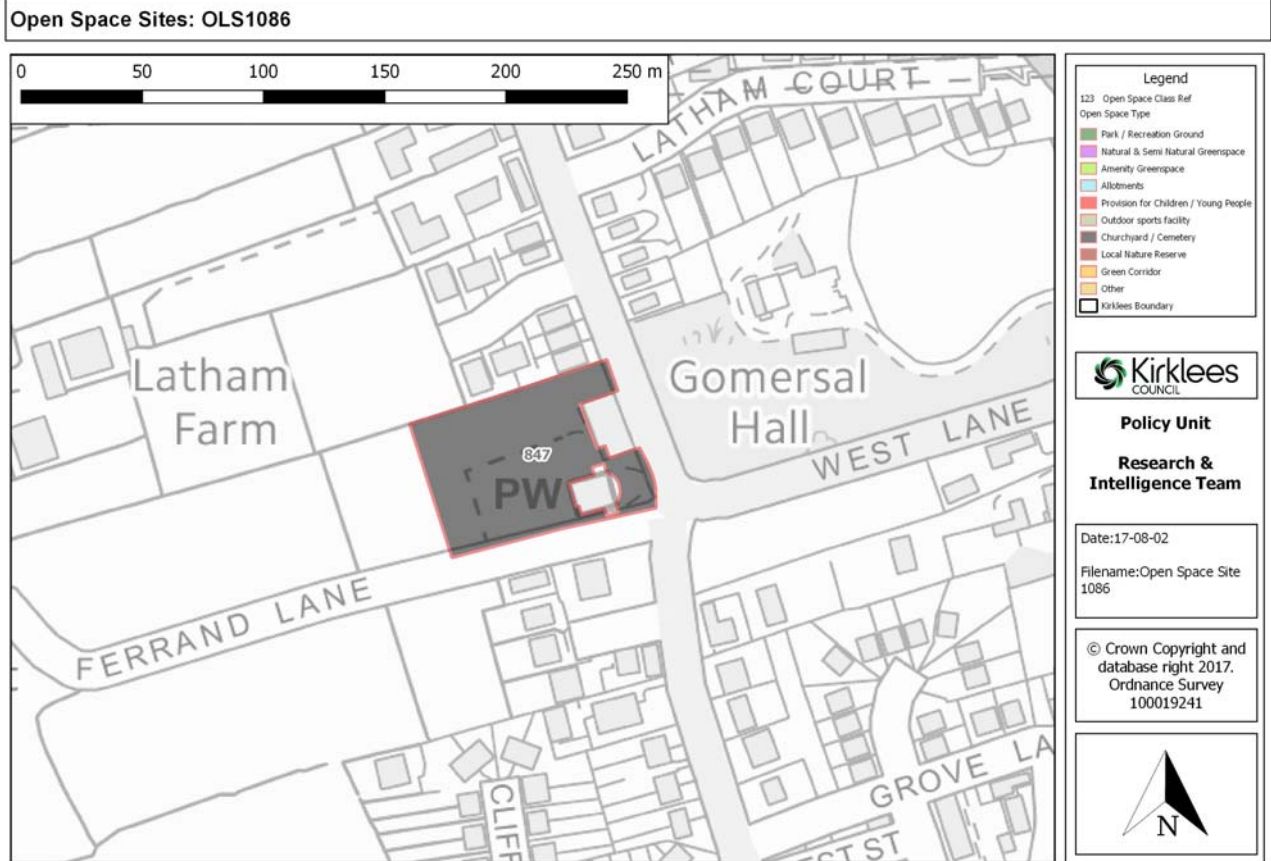 Open Space Sites: OLS1086
0 50 100 150 200 250 m
LATHAM COURT
Latham
Farm
Gomersal
Hall
WEST LANE
847
PW
FERRAND LANE
GROVE LA
CLIFF
EST ST
Legend
123 Open Space Class Ref
Open Space Type
Park / Recreation Ground
Natural & Semi Natural Greenspace
Amenity Greenspace
Allotments
Provision for Children / Young People
Outdoor sports facility
Churchyard / Cemetery
Local Nature Reserve
Green Corridor
Other
Kirklees Boundary
Kirklees
COUNCIL
Policy Unit
Research &
Intelligence Team
Date:17-08-02
Filename:Open Space Site
1086
© Crown Copyright and
database right 2017.
Ordnance Survey
100019241
N